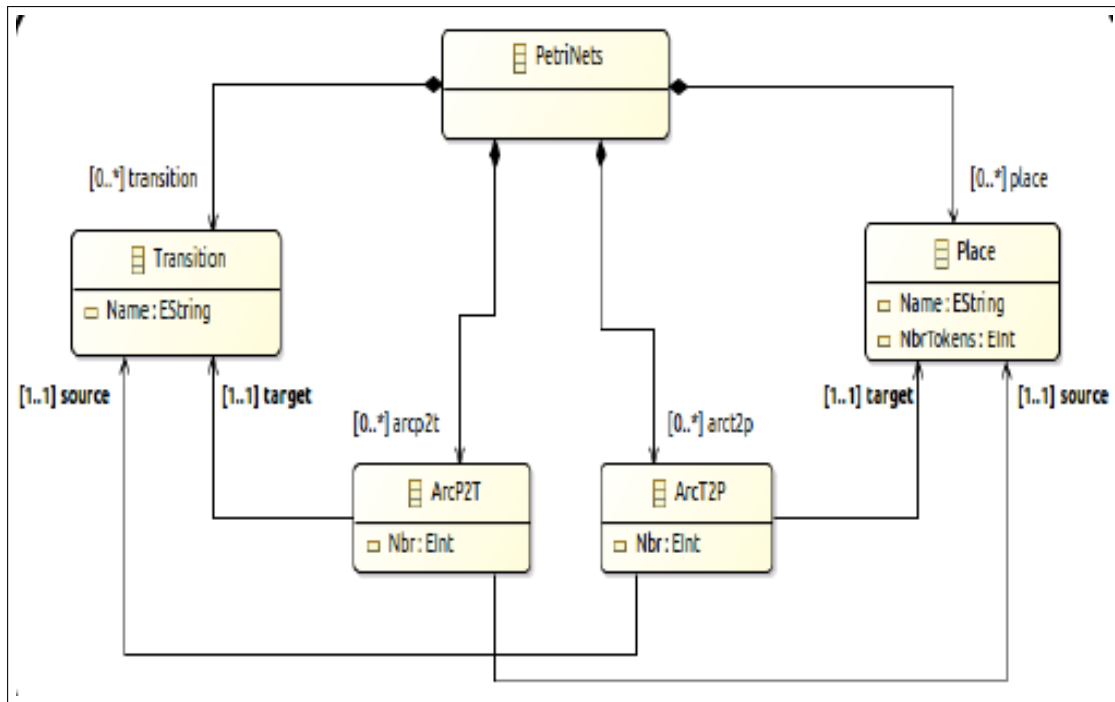 PetriNets
[0..*] transition
[0..*] place
Transition
Name : EString
Place
Name : EString
NbrTokens : EInt
[1..1] source
[1..1] target
[1..1] target
[1..1] source
[0..*] arcp2t
[0..*] arct2p
ArcP2T
Nbr : EInt
ArcT2P
Nbr : EInt